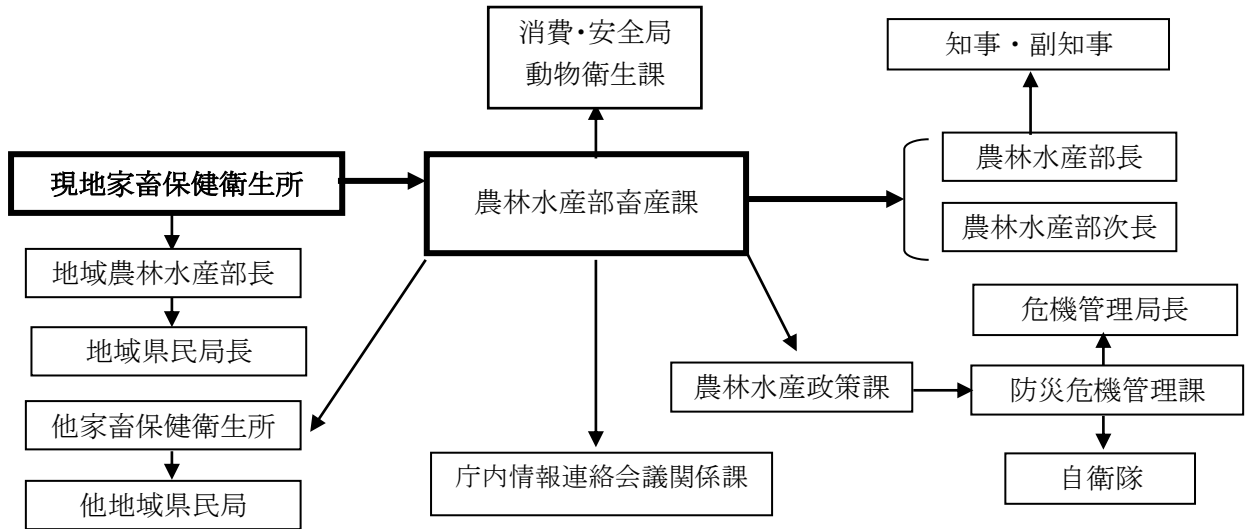 消費・安全局
動物衛生課
知事・副知事
農林水産部長
現地家畜保健衛生所
農林水産部畜産課
農林水産部次長
地域農林水産部長
危機管理局長
地域県民局長
農林水産政策課
防災危機管理課
他家畜保健衛生所
庁内情報連絡会議関係課
自衛隊
他地域県民局